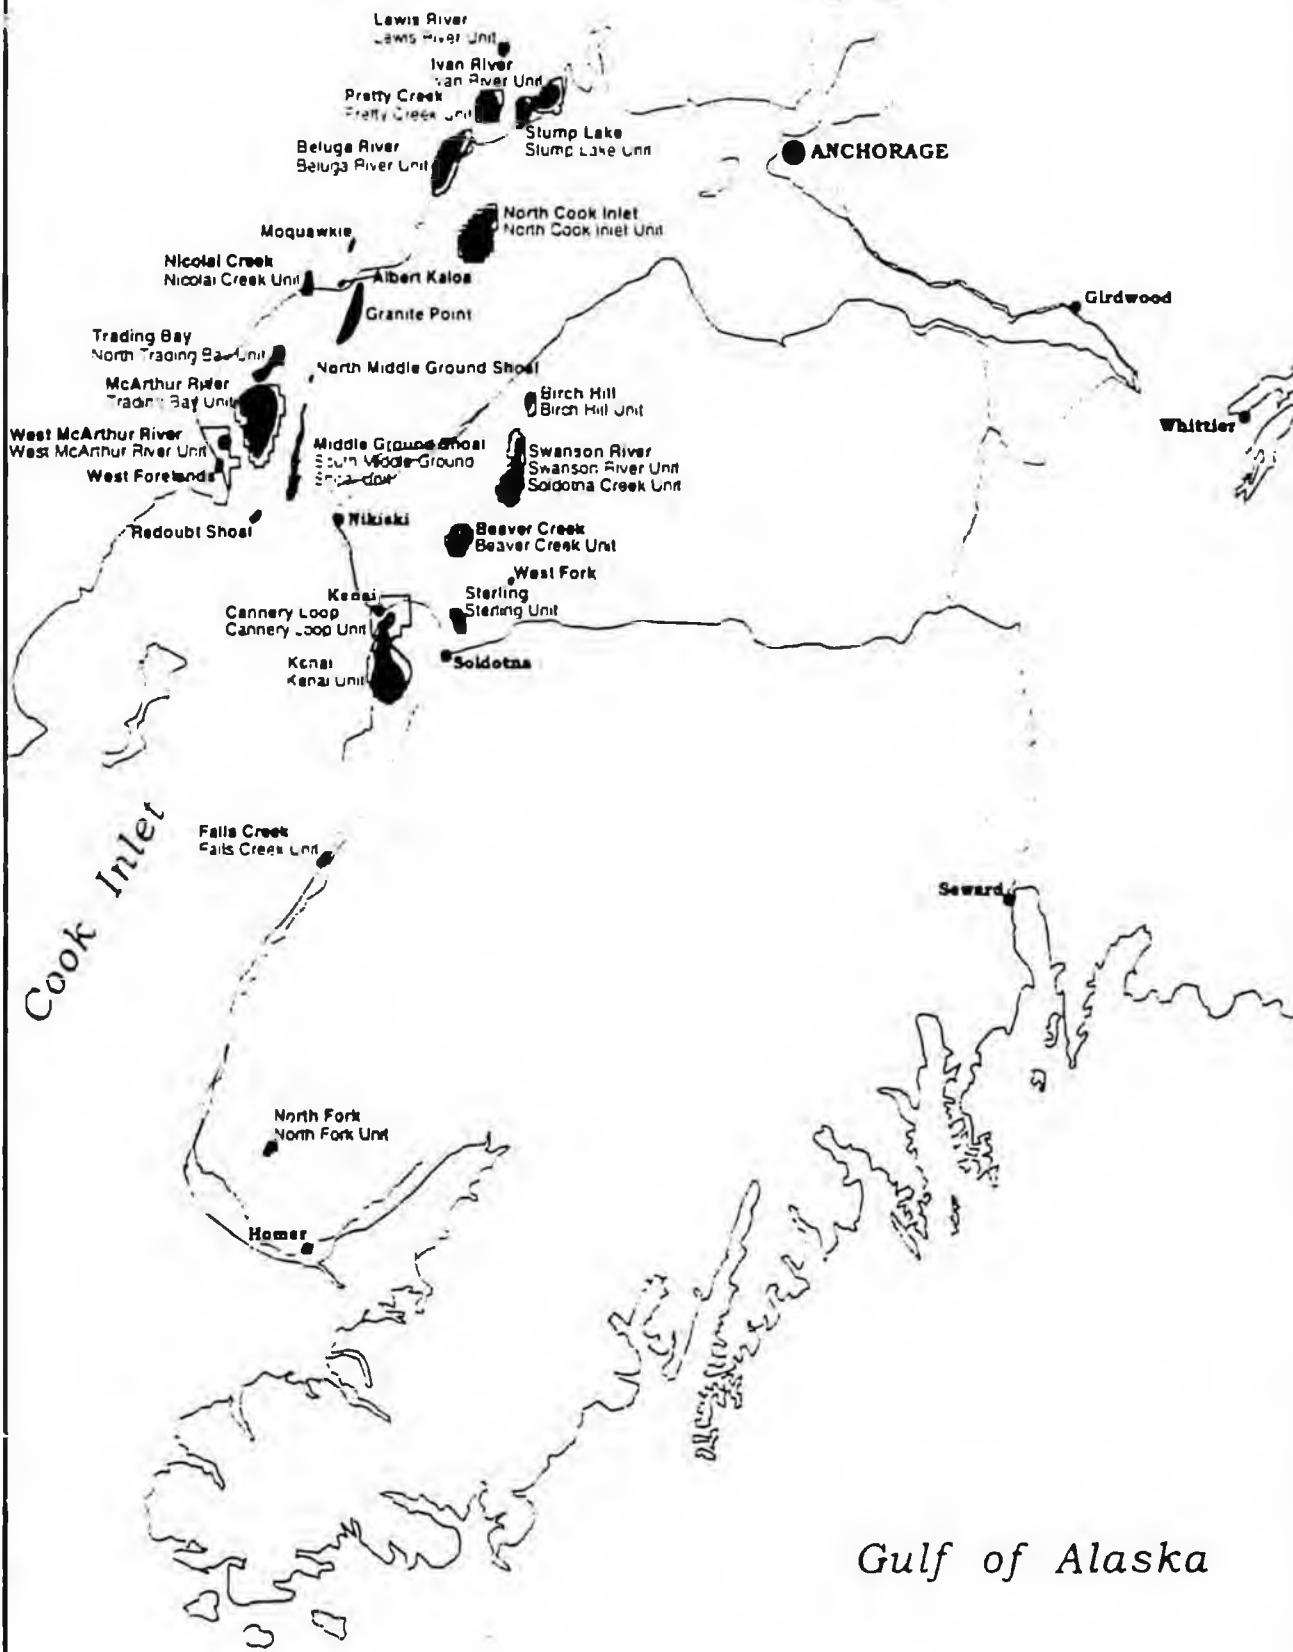 Lewis River
Lewis River Unit
Ivan River
Ivan River Unit
Pretty Creek
Pretty Creek Unit
Stump Lake
Stump Lake Unit
ANCHORAGE
Beluga River
Beluga River Unit
North Cook Inlet
North Cook Inlet Unit
Moquawkie
Nicolai Creek
Nicolai Creek Unit
Albert Kaloa
Granite Point
Girdwood
Trading Bay
North Trading Bay Unit
North Middle Ground Shoal
McArthur River
Trading Bay Unit
Birch Hill
Birch Hill Unit
Whittier
West McArthur River
West McArthur River Unit
West Forelands
Middle Ground Shoal
South Middle Ground
Shoal Unit
Swanson River
Swanson River Unit
Soldotna Creek Unit
Redoubt Shoal
Nikiski
Beaver Creek
Beaver Creek Unit
West Fork
Kenai
Sterling
Sterling Unit
Cannery Loop
Cannery Loop Unit
Soldotna
Kenai
Kenai Unit
Cook Inlet
Falls Creek
Falls Creek Unit
Seward
North Fork
North Fork Unit
Homer
Gulf of Alaska